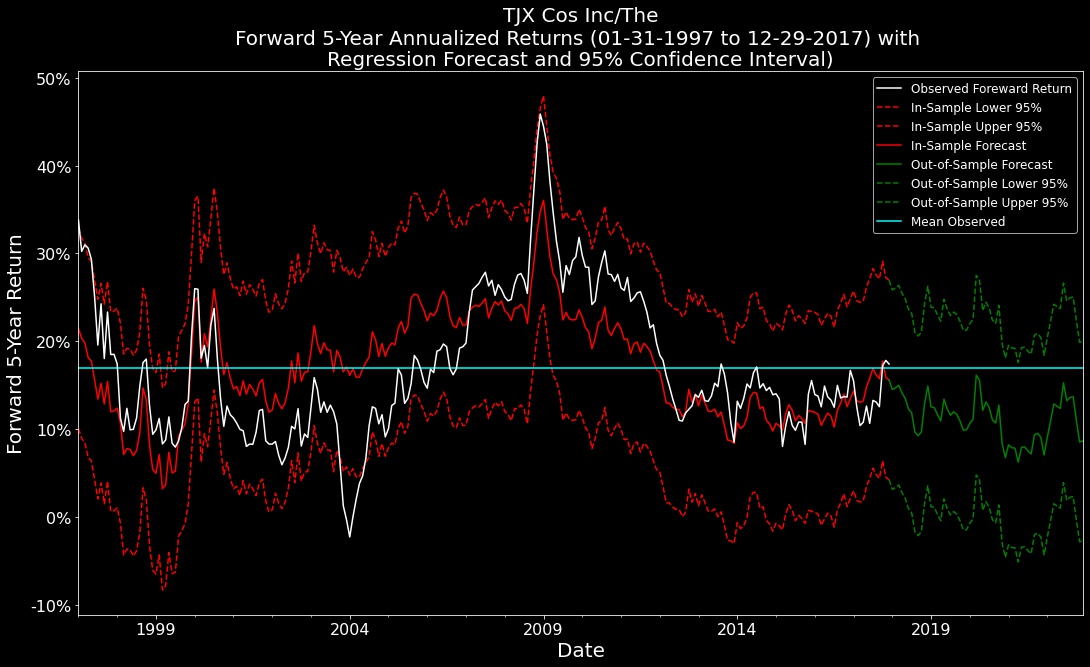 TJX Cos Inc/The
Forward 5-Year Annualized Returns (01-31-1997 to 12-29-2017) with
Regression Forecast and 95% Confidence Interval)
50%
40%
30%
20%
10%
0%
-10%
Forward 5-Year Return
Observed Foreward Return
In-Sample Lower 95%
In-Sample Upper 95%
In-Sample Forecast
Out-of-Sample Forecast
Out-of-Sample Lower 95%
Out-of-Sample Upper 95%
Mean Observed
1999
2004
2009
2014
2019
Date